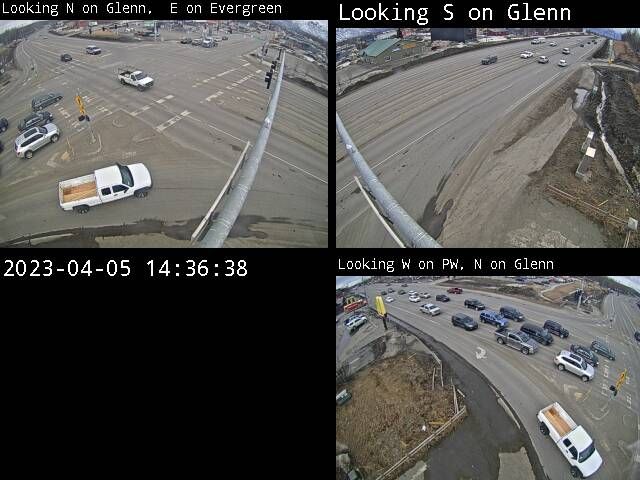 Looking N on Glenn, E on Evergreen
Looking S on Glenn
2023-04-05 14:36:38
Looking W on PW, N on Glenn